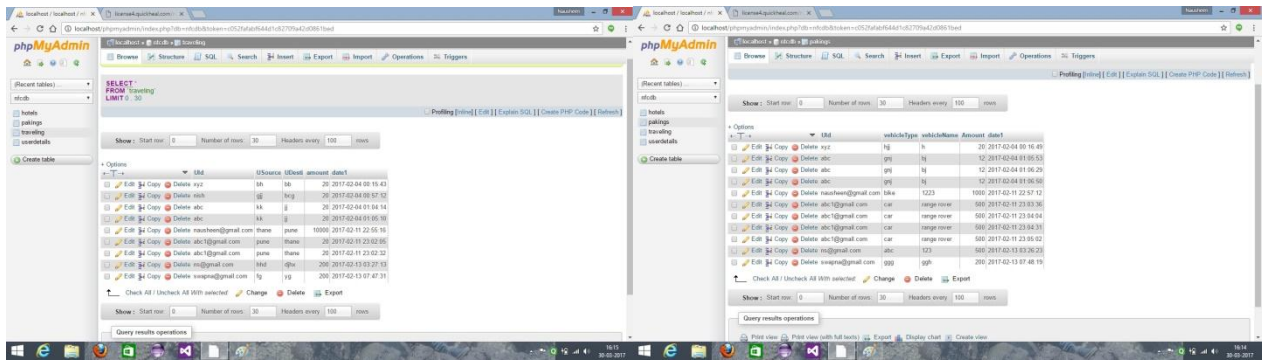 localhost / localhost / nf
license4.quickheal.com/
Nausheen
localhost/phpmyadmin/index.php?db=nfcdb&token=c052fafabf644d1c82709a42d0861bed
phpMyAdmin
localhost » nfcdb » traveling
Browse Structure SQL Search Insert Export Import Operations Triggers
(Recent tables) ...
nfcdb
hotels
pakings
traveling
userdetails
Create table
SELECT *
FROM `traveling`
LIMIT 0 , 30
Profiling [Inline] [ Edit ] [ Explain SQL ] [ Create PHP Code ] [ Refresh ]
Show : Start row: 0 Number of rows: 30 Headers every 100 rows
+ Options
UId USource UDesti amount date1
Edit Copy Delete xyz bh bb 20 2017-02-04 00:15:43
Edit Copy Delete nish hcg 20 2017-02-04 00:57:12
Edit Copy Delete abc kk jj 20 2017-02-04 01:04:14
Edit Copy Delete abc kk jj 20 2017-02-04 01:05:10
Edit Copy Delete nausheen@gmail.com thane pune 10000 2017-02-11 22:55:16
Edit Copy Delete abc1@gmail.com pune thane 20 2017-02-11 23:02:05
Edit Copy Delete abc1@gmail.com pune thane 20 2017-02-11 23:02:32
Edit Copy Delete ns@gmail.com hhd djhx 200 2017-02-13 03:27:13
Edit Copy Delete swapna@gmail.com fg yg 200 2017-02-13 07:47:31
Check All / Uncheck All With selected: Change Delete Export
Show : Start row: 0 Number of rows: 30 Headers every 100 rows
Query results operations
16:15
30-03-2017
localhost / localhost / nf
license4.quickheal.com/
Nausheen
localhost/phpmyadmin/index.php?db=nfcdb&token=c052fafabf644d1c82709a42d0861bed
phpMyAdmin
localhost » nfcdb » pakings
Browse Structure SQL Search Insert Export Import Operations Triggers
(Recent tables) ...
nfcdb
hotels
pakings
traveling
userdetails
Create table
Profiling [Inline] [ Edit ] [ Explain SQL ] [ Create PHP Code ] [ Refresh ]
Show : Start row: 0 Number of rows: 30 Headers every 100 rows
+ Options
UId vehicleType vehicleName Amount date1
Edit Copy Delete xyz hjj h 20 2017-02-04 00:16:49
Edit Copy Delete abc gnj bj 12 2017-02-04 01:05:53
Edit Copy Delete abc gnj bj 12 2017-02-04 01:06:29
Edit Copy Delete abc gnj bj 12 2017-02-04 01:06:50
Edit Copy Delete nausheen@gmail.com bike 1223 1000 2017-02-11 22:57:12
Edit Copy Delete abc1@gmail.com car range rover 500 2017-02-11 23:03:36
Edit Copy Delete abc1@gmail.com car range rover 500 2017-02-11 23:04:04
Edit Copy Delete abc1@gmail.com car range rover 500 2017-02-11 23:04:31
Edit Copy Delete abc1@gmail.com car range rover 500 2017-02-11 23:05:02
Edit Copy Delete ns@gmail.com abc 123 500 2017-02-13 03:26:23
Edit Copy Delete swapna@gmail.com ggg ggh 200 2017-02-13 07:48:19
Check All / Uncheck All With selected: Change Delete Export
Show : Start row: 0 Number of rows: 30 Headers every 100 rows
Query results operations
Print view Print view (with full texts) Export Display chart Create view
16:14
30-03-2017